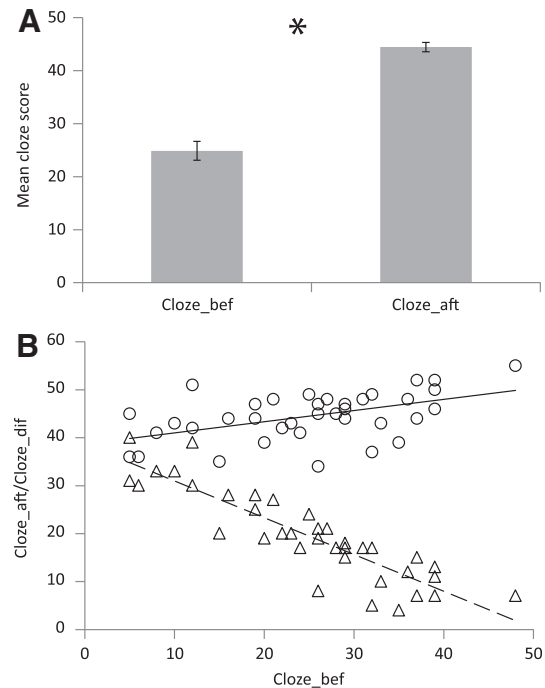 A
50
*
40
30
20
10
0
Mean cloze score
Cloze_bef Cloze_aft
B
60
50
40
30
20
10
0
Cloze_aft/Cloze_dif
0 10 20 30 40 50
Cloze_bef